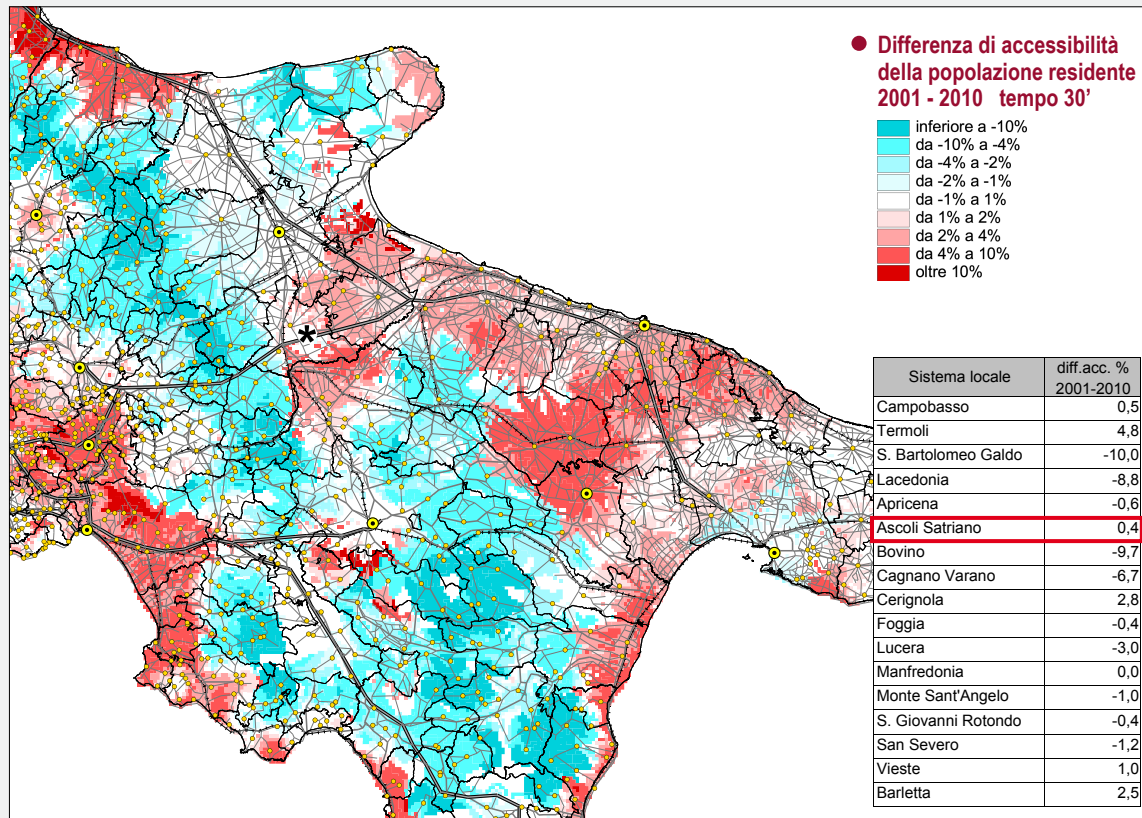 ● Differenza di accessibilità
della popolazione residente
2001 - 2010 tempo 30'
inferiore a -10%
da -10% a -4%
da -4% a -2%
da -2% a -1%
da -1% a 1%
da 1% a 2%
da 2% a 4%
da 4% a 10%
oltre 10%
*
Sistema locale diff.acc. % 2001-2010
Campobasso 0,5
Termoli 4,8
S. Bartolomeo Galdo -10,0
Lacedonia -8,8
Apricena -0,6
Ascoli Satriano 0,4
Bovino -9,7
Cagnano Varano -6,7
Cerignola 2,8
Foggia -0,4
Lucera -3,0
Manfredonia 0,0
Monte Sant'Angelo -1,0
S. Giovanni Rotondo -0,4
San Severo -1,2
Vieste 1,0
Barletta 2,5